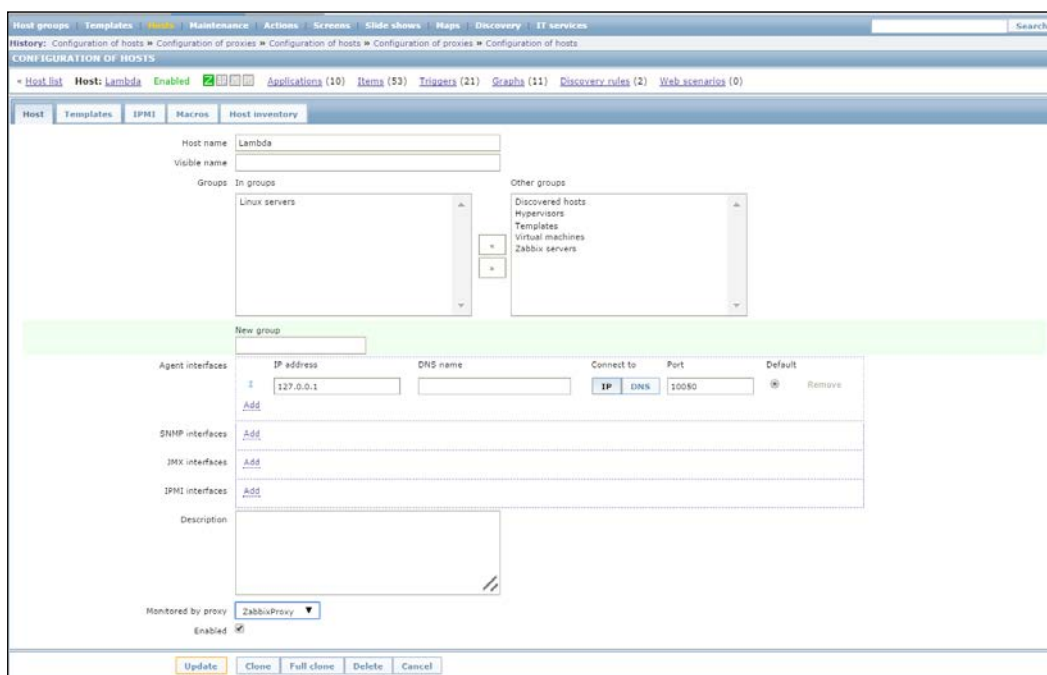 Host groups | Templates | Hosts | Maintenance | Actions | Screens | Slide shows | Maps | Discovery | IT services
Search
History: Configuration of hosts » Configuration of proxies » Configuration of hosts » Configuration of proxies » Configuration of hosts
CONFIGURATION OF HOSTS
« Host list Host: Lambda Enabled Z Applications (10) Items (53) Triggers (21) Graphs (11) Discovery rules (2) Web scenarios (0)
Host Templates IPMI Macros Host inventory
Host name Lambda
Visible name
Groups In groups Other groups
Linux servers Discovered hosts
Hypervisors
Templates
Virtual machines
Zabbix servers
« 
»
New group
Agent interfaces IP address DNS name Connect to Port Default
127.0.0.1 IP DNS 10050 Remove
Add
SNMP interfaces Add
JMX interfaces Add
IPMI interfaces Add
Description
Monitored by proxy ZabbixProxy
Enabled
Update Clone Full clone Delete Cancel